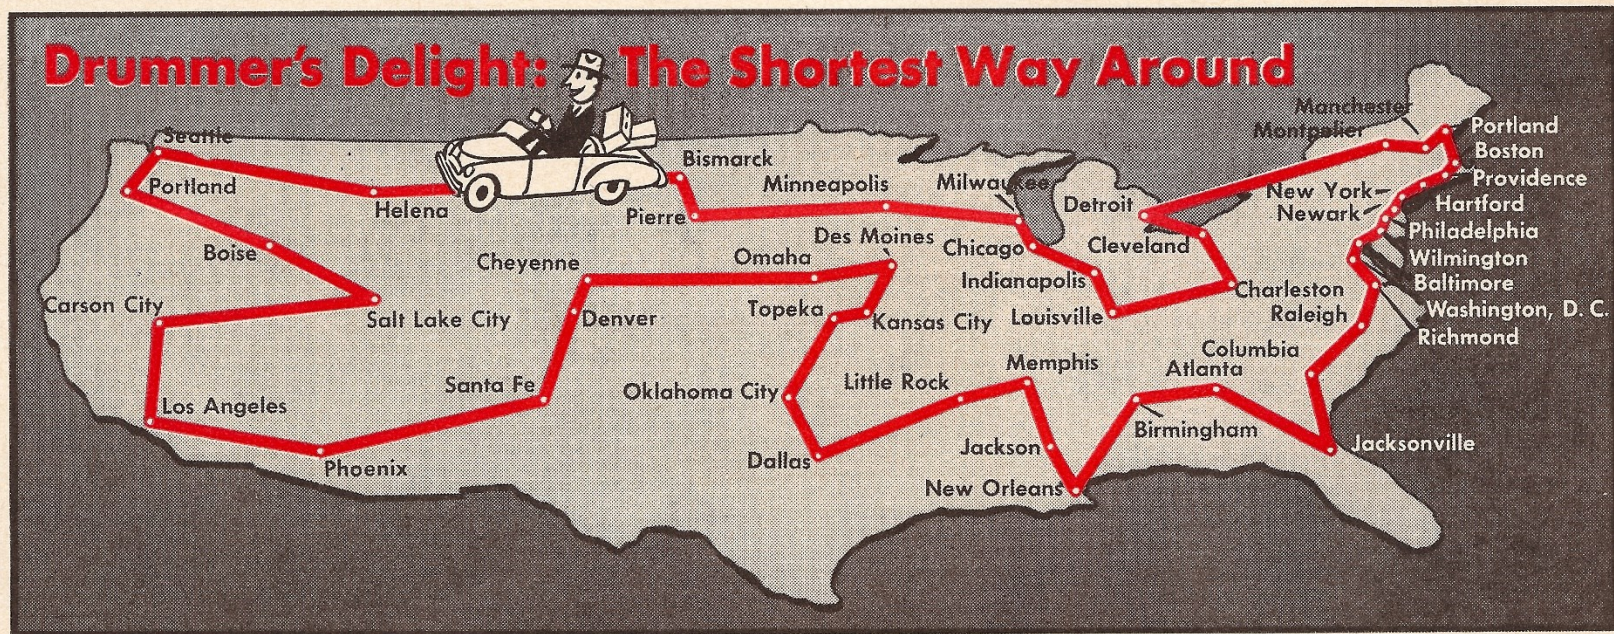 Drummer's Delight: The Shortest Way Around
Seattle
Portland
Helena
Boise
Carson City
Salt Lake City
Los Angeles
Phoenix
Santa Fe
Denver
Cheyenne
Omaha
Des Moines
Topeka
Kansas City
Oklahoma City
Dallas
Little Rock
Memphis
Jackson
New Orleans
Birmingham
Atlanta
Jacksonville
Columbia
Raleigh
Richmond
Washington, D. C.
Baltimore
Wilmington
Philadelphia
Newark
New York
Hartford
Providence
Boston
Portland
Manchester
Montpelier
Detroit
Cleveland
Charleston
Louisville
Indianapolis
Chicago
Milwaukee
Minneapolis
Pierre
Bismarck